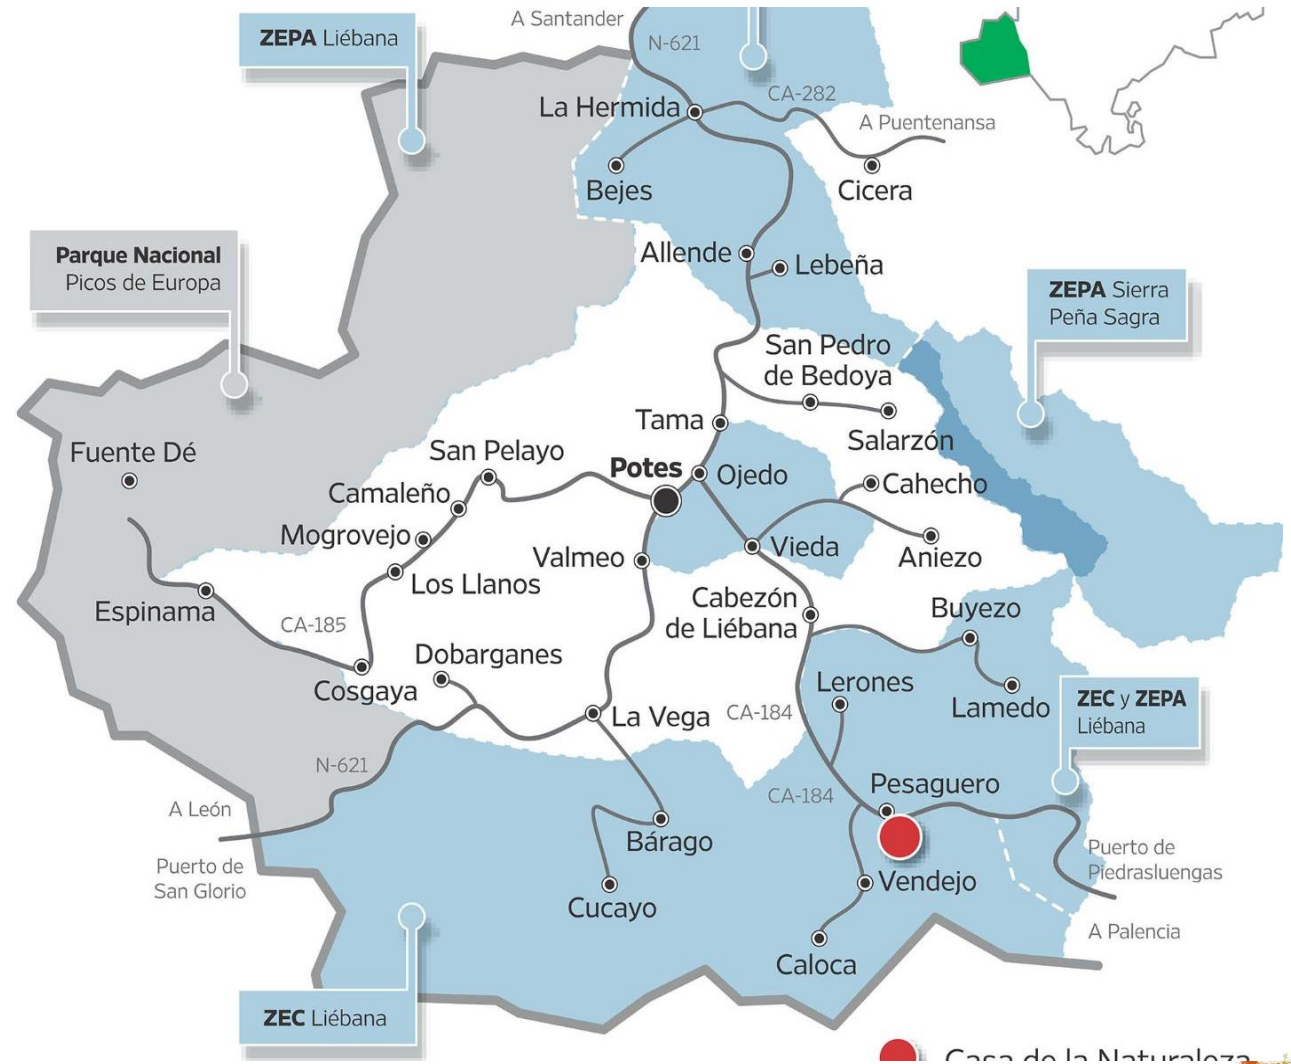 A Santander
ZEPA Liébana
N-621
CA-282
La Hermida
A Puentenansa
Bejes
Cicera
Parque Nacional
Picos de Europa
Allende
Lebeña
ZEPA Sierra
Peña Sagra
San Pedro
de Bedoya
Tama
Salarzón
Fuente Dé
San Pelayo
Potes
Ojedo
Camaleño
Cahecho
Mogrovejo
Valmeo
Vieda
Aniezo
Los Llanos
Espinama
CA-185
Cabezón
de Liébana
Buyezo
Dobarganes
Cosgaya
Lerones
Lamedo
La Vega
CA-184
ZEC y ZEPA
Liébana
N-621
Pesaguero
CA-184
A León
Bárago
Puerto de
San Glorio
Puerto de
Piedrasluengas
Vendejo
Cucayo
A Palencia
Caloca
ZEC Liébana
Casa de la Naturaleza